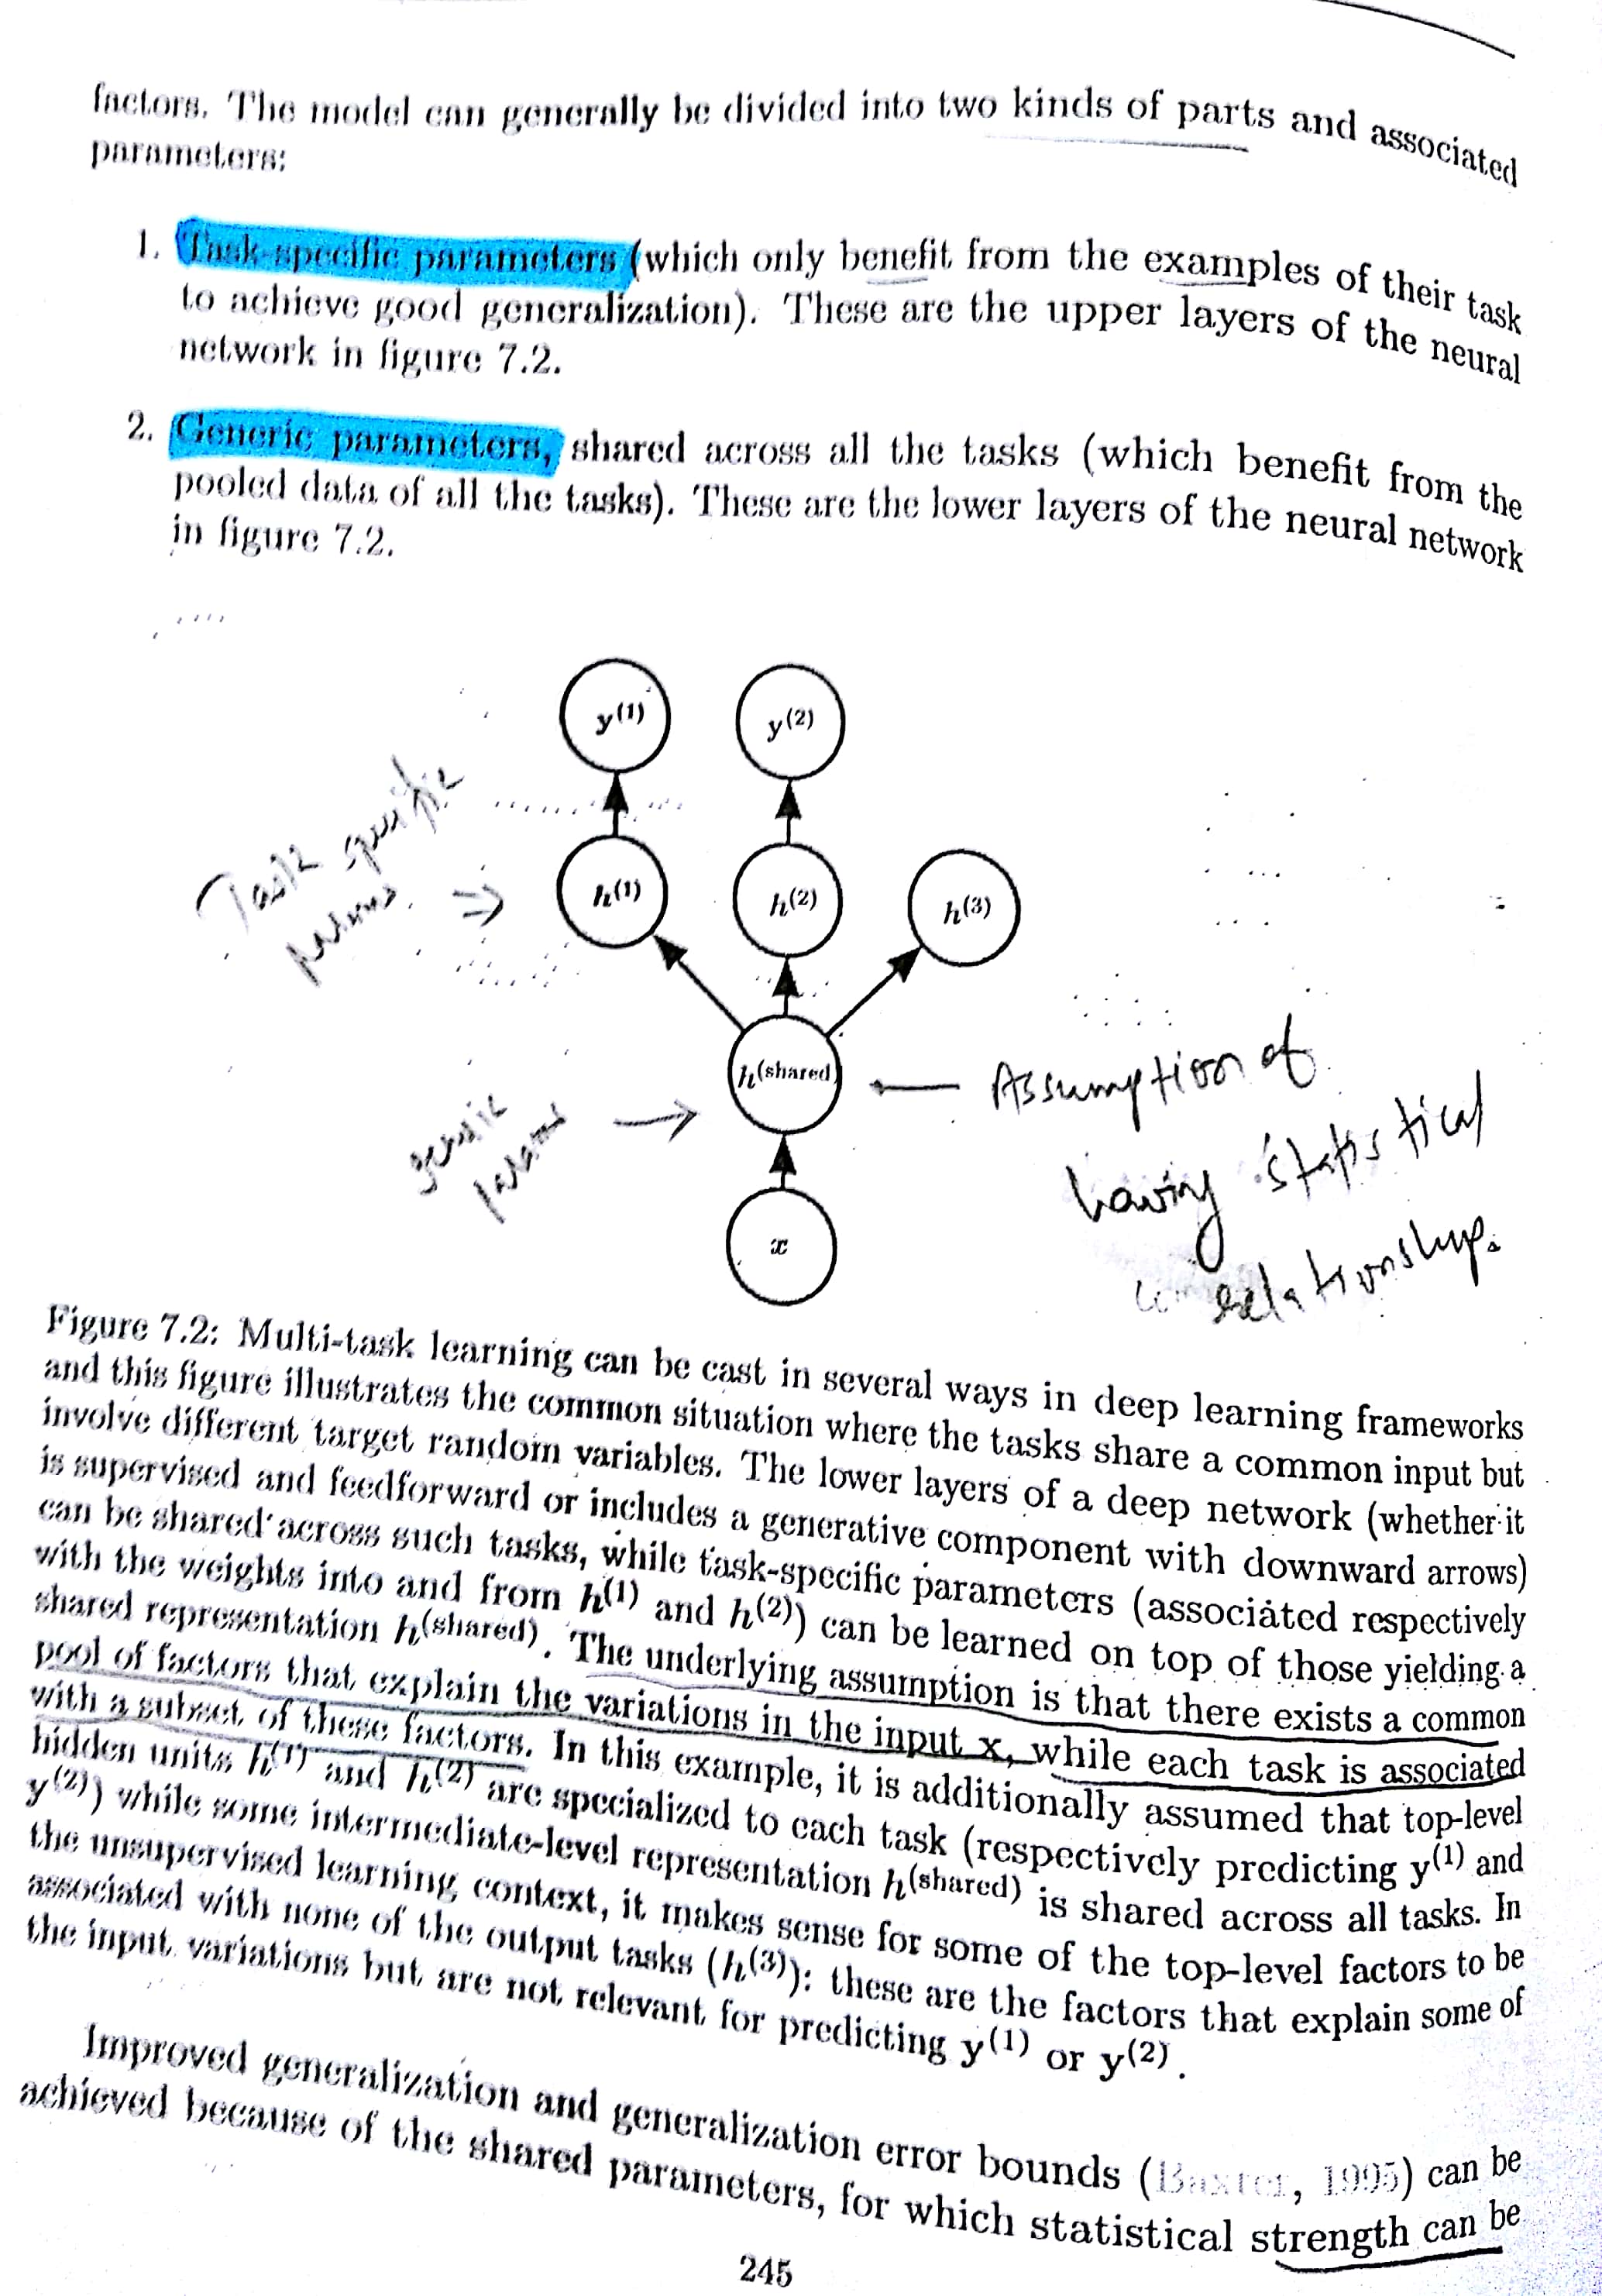 factors. The model can generally be divided into two kinds of parts and associated
parameters:
1. Task-specific parameters (which only benefit from the examples of their task
to achieve good generalization). These are the upper layers of the neural
network in figure 7.2.
2. Generic parameters, shared across all the tasks (which benefit from the
pooled data of all the tasks). These are the lower layers of the neural network
in figure 7.2.
y(1) y(2)
Task specific
params.
h(1) h(2) h(3)
h(shared)
Assumption of
having statistical
relationship.
generic
params
x
Figure 7.2: Multi-task learning can be cast in several ways in deep learning frameworks
and this figure illustrates the common situation where the tasks share a common input but
involve different target random variables. The lower layers of a deep network (whether it
is supervised and feedforward or includes a generative component with downward arrows)
can be shared across such tasks, while task-specific parameters (associated respectively
with the weights into and from h(1) and h(2)) can be learned on top of those yielding a
shared representation h(shared). The underlying assumption is that there exists a common
pool of factors that explain the variations in the input x, while each task is associated
with a subset of these factors. In this example, it is additionally assumed that top-level
hidden units h(1) and h(2) are specialized to each task (respectively predicting y(1) and
y(2)) while some intermediate-level representation h(shared) is shared across all tasks. In
the unsupervised learning context, it makes sense for some of the top-level factors to be
associated with none of the output tasks (h(3)): these are the factors that explain some of
the input variations but are not relevant for predicting y(1) or y(2).
Improved generalization and generalization error bounds (Baxter, 1995) can be
achieved because of the shared parameters, for which statistical strength can be
245